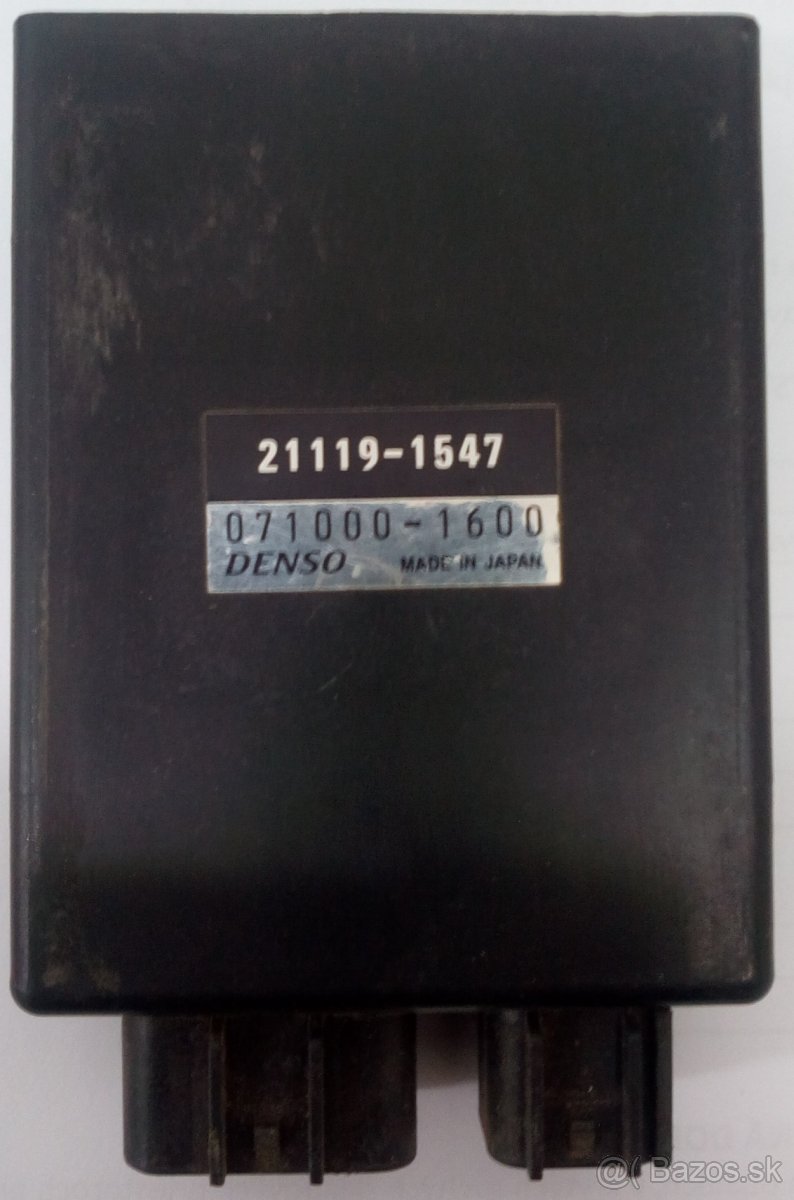 21119-1547
071000-1600
DENSO MADE IN JAPAN
@( Bazos.sk